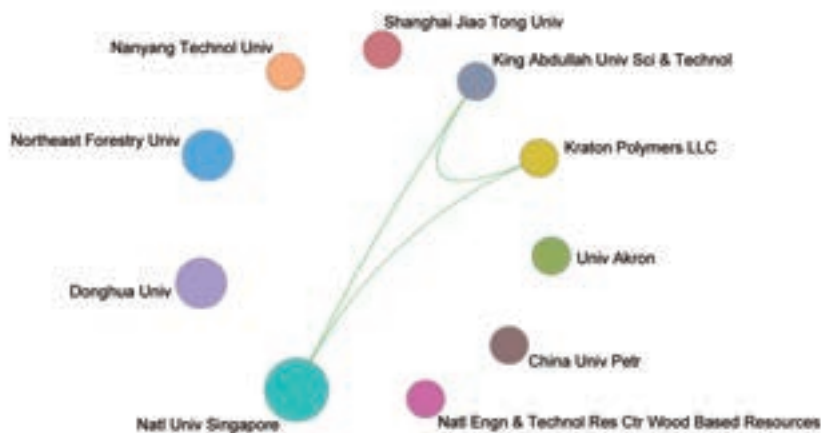 Shanghai Jiao Tong Univ
Nanyang Technol Univ
King Abdullah Univ Sci & Technol
Northeast Forestry Univ
Kraton Polymers LLC
Univ Akron
Donghua Univ
China Univ Petr
Natl Univ Singapore
Natl Engn & Technol Res Ctr Wood Based Resources